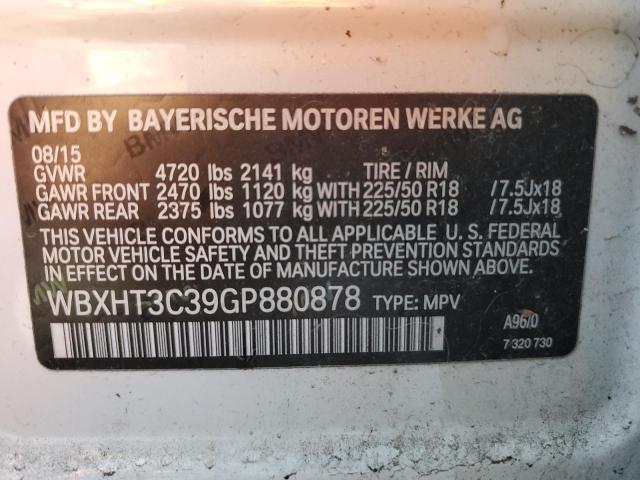 MFD BY BAYERISCHE MOTOREN WERKE AG
08/15
GVWR 4720 lbs 2141 kg TIRE / RIM
GAWR FRONT 2470 lbs 1120 kg WITH 225/50 R18 /7.5Jx18
GAWR REAR 2375 lbs 1077 kg WITH 225/50 R18 /7.5Jx18
THIS VEHICLE CONFORMS TO ALL APPLICABLE U. S. FEDERAL
MOTOR VEHICLE SAFETY AND THEFT PREVENTION STANDARDS
IN EFFECT ON THE DATE OF MANUFACTURE SHOWN ABOVE.
WBXHT3C39GP880878 TYPE: MPV
A96/0
7 320 730